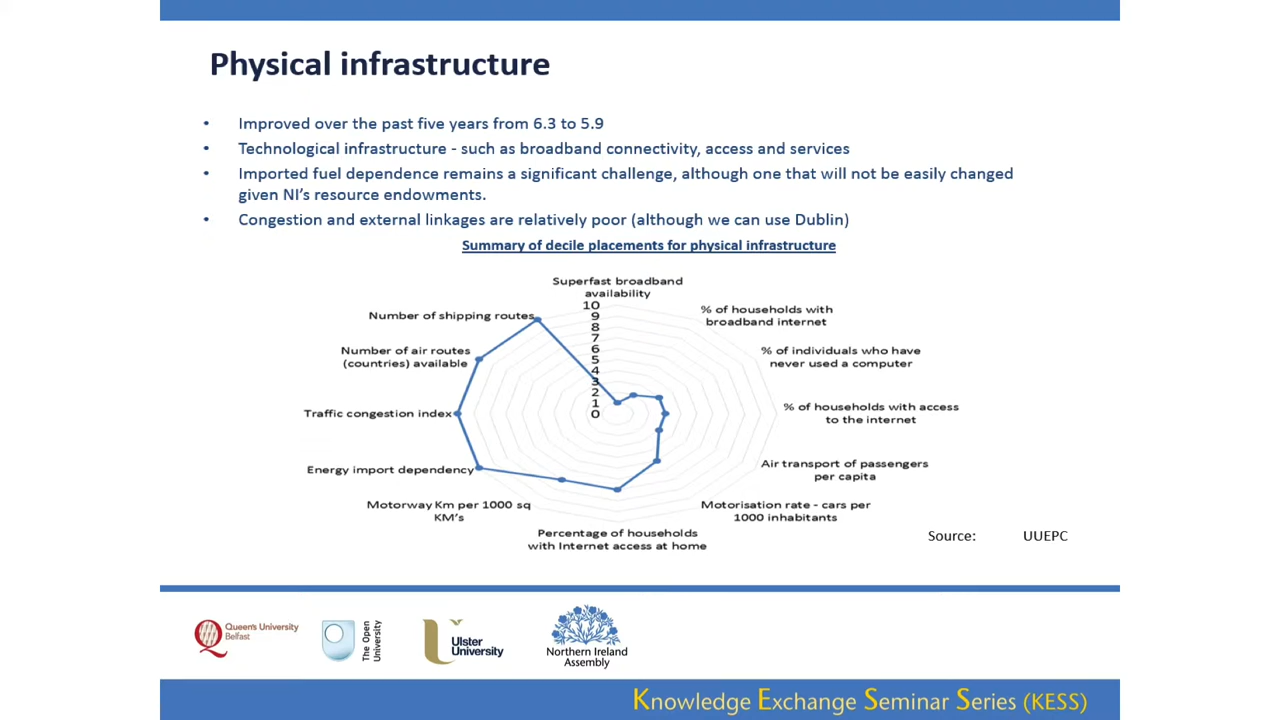 Physical infrastructure
• Improved over the past five years from 6.3 to 5.9
• Technological infrastructure - such as broadband connectivity, access and services
• Imported fuel dependence remains a significant challenge, although one that will not be easily changed
given NI's resource endowments.
• Congestion and external linkages are relatively poor (although we can use Dublin)
Summary of decile placements for physical infrastructure
Superfast broadband
availability
10
9
8
7
6
5
4
3
2
1
0
% of households with
broadband internet
% of individuals who have
never used a computer
% of households with access
to the internet
Air transport of passengers
per capita
Motorisation rate - cars per
1000 inhabitants
Percentage of households
with Internet access at home
Motorway Km per 1000 sq
KM's
Energy import dependency
Traffic congestion index
Number of air routes
(countries) available
Number of shipping routes
Source: UUEPC
Queen's University
Belfast
The Open
University
Ulster
University
Northern Ireland
Assembly
Knowledge Exchange Seminar Series (KESS)